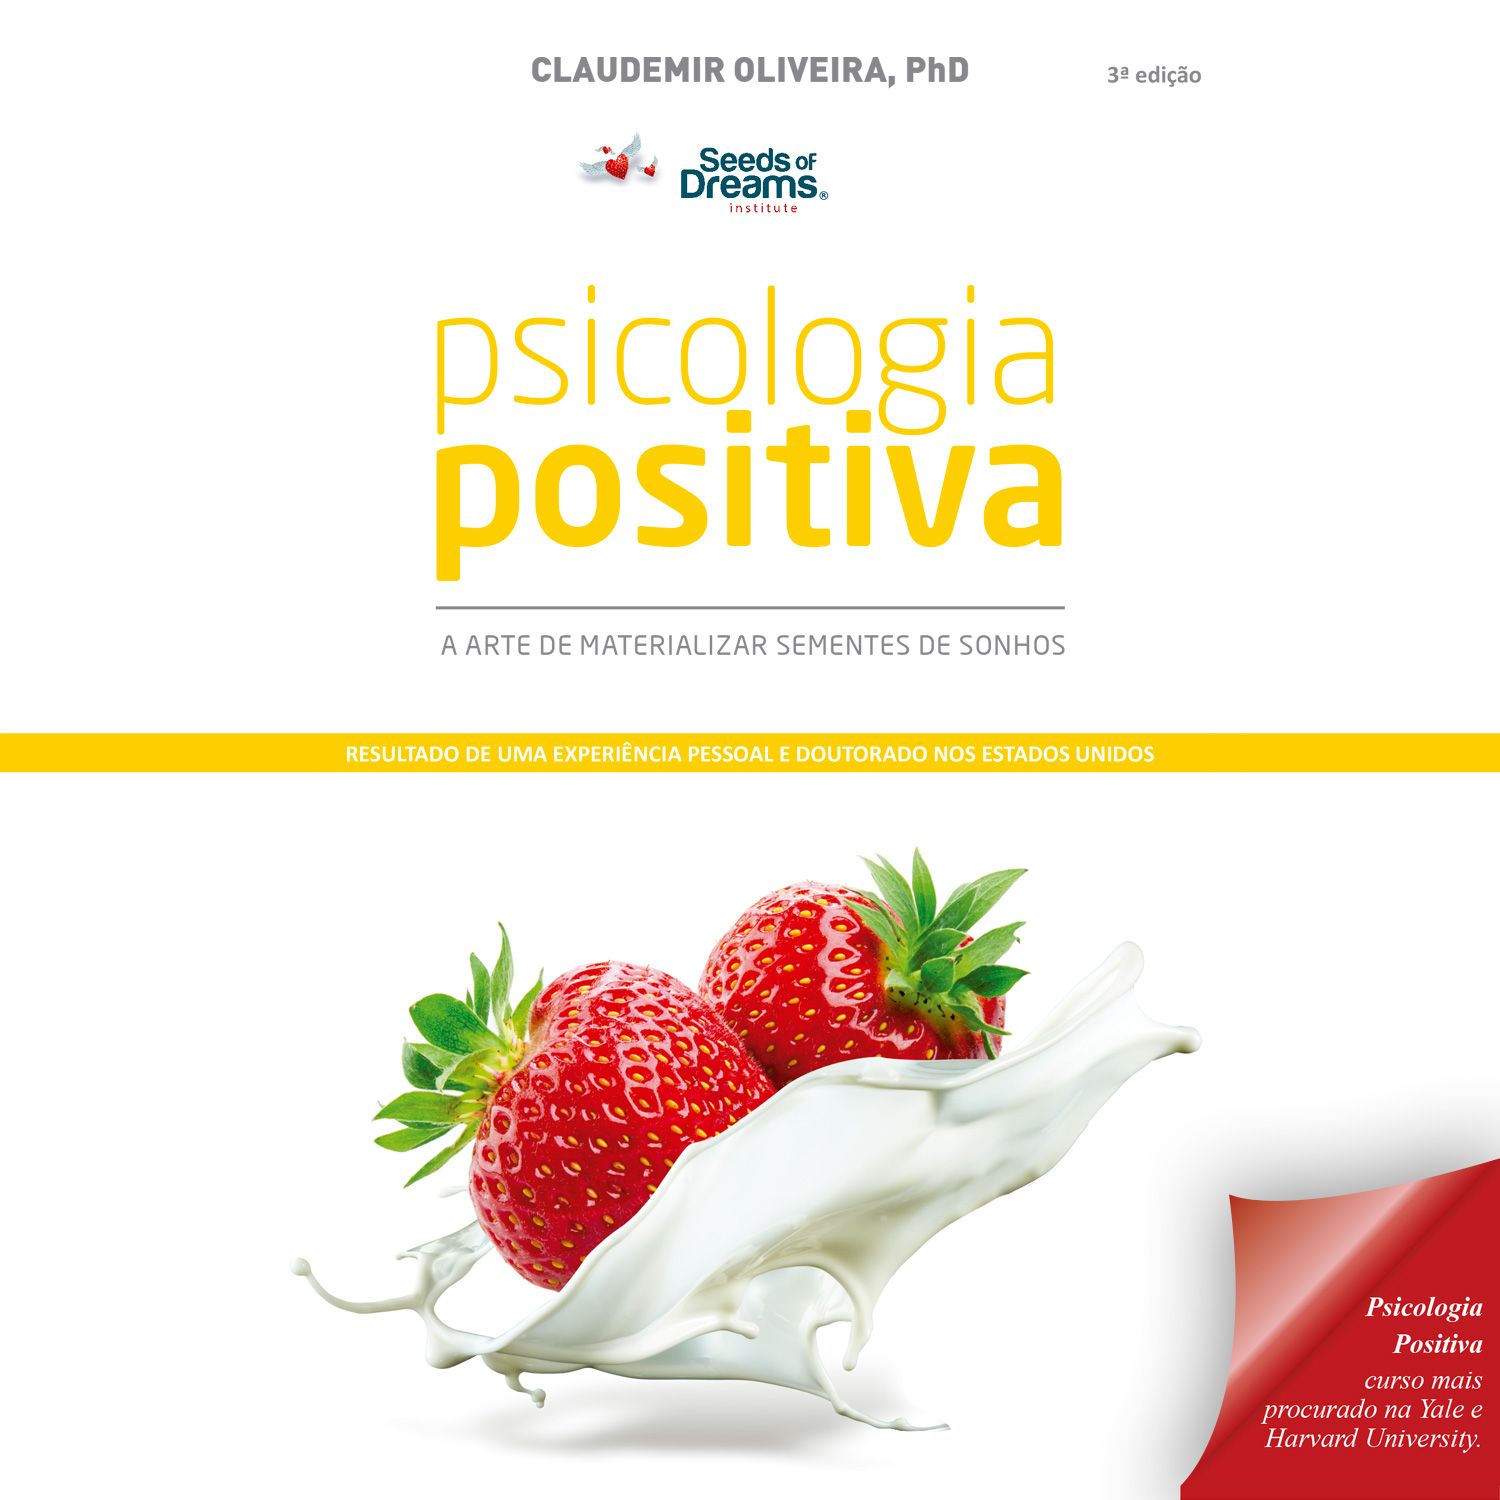 CLAUDEMIR OLIVEIRA, PhD
3ª edição
Seeds OF
Dreams®
institute
psicologia
positiva
A ARTE DE MATERIALIZAR SEMENTES DE SONHOS
RESULTADO DE UMA EXPERIÊNCIA PESSOAL E DOUTORADO NOS ESTADOS UNIDOS
Psicologia
Positiva
curso mais
procurado na Yale e
Harvard University.